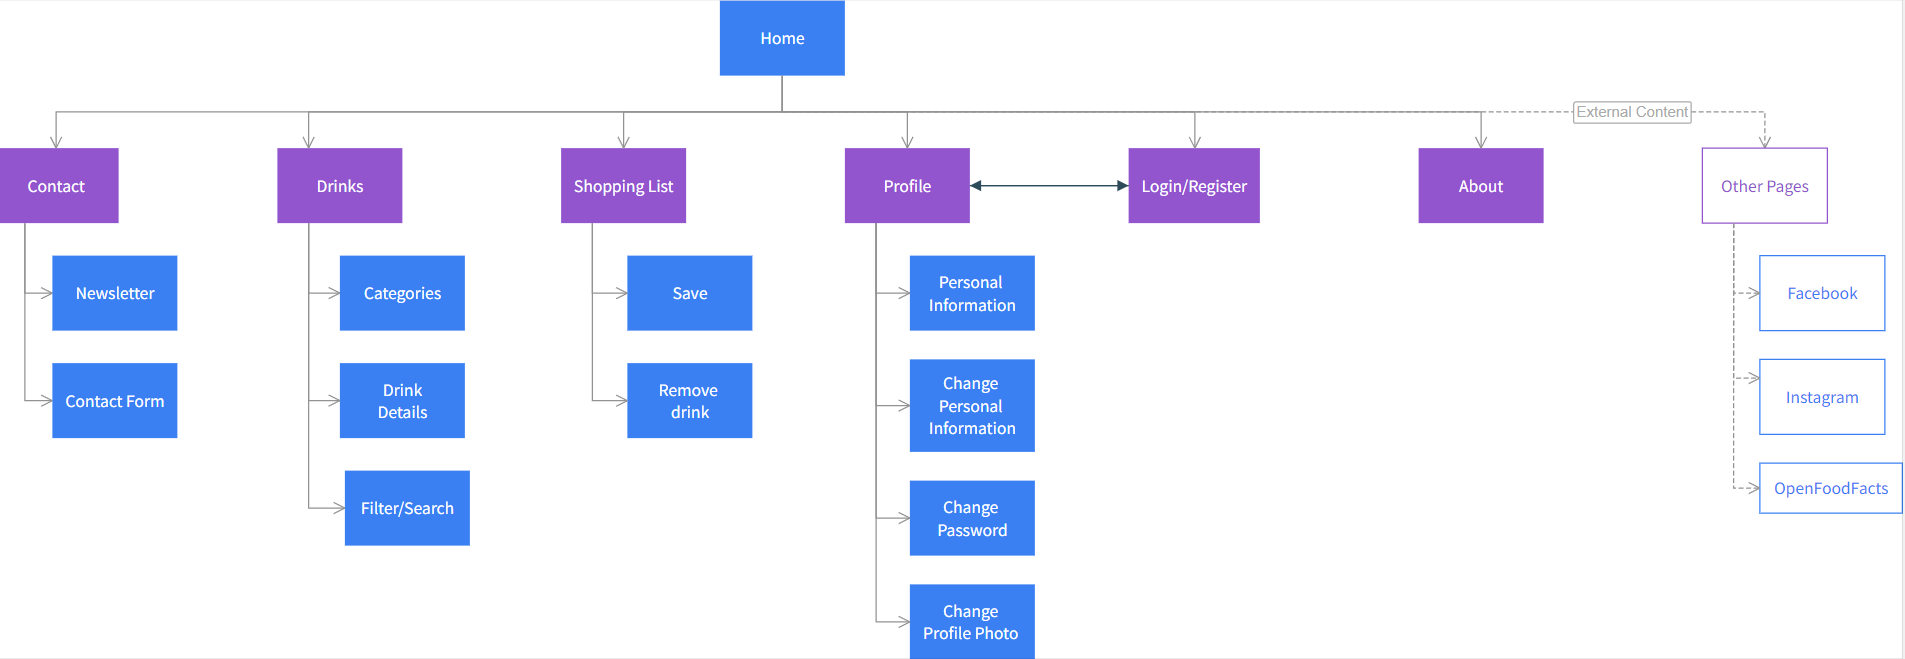 Home
External Content
Contact
Drinks
Shopping List
Profile
Login/Register
About
Other Pages
Newsletter
Contact Form
Categories
Drink
Details
Filter/Search
Save
Remove
drink
Personal
Information
Change
Personal
Information
Change
Password
Change
Profile Photo
Facebook
Instagram
OpenFoodFacts